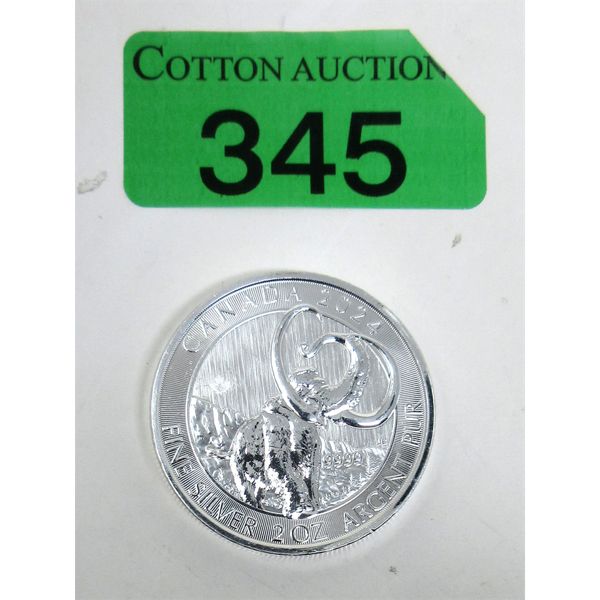 COTTON AUCTION
345
CANADA 2024
9999
FINE SILVER 2 OZ ARGENT PUR